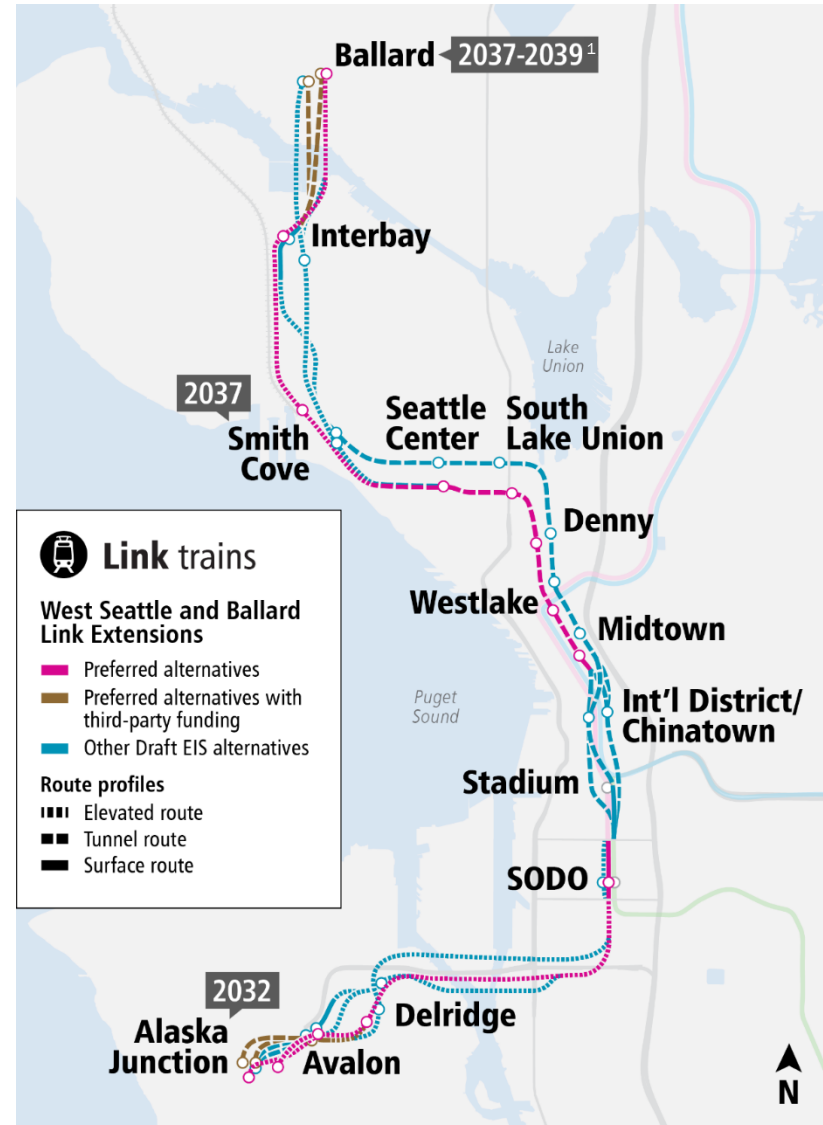 Ballard
2037-2039¹
Interbay
Lake
Union
2037
Smith
Cove
Seattle
Center
South
Lake Union
Denny
Westlake
Midtown
Puget
Sound
Int'l District/
Chinatown
Stadium
SODO
Link trains
West Seattle and Ballard
Link Extensions
Preferred alternatives
Preferred alternatives with
third-party funding
Other Draft EIS alternatives
Route profiles
Elevated route
Tunnel route
Surface route
2032
Alaska
Junction
Avalon
Delridge
N